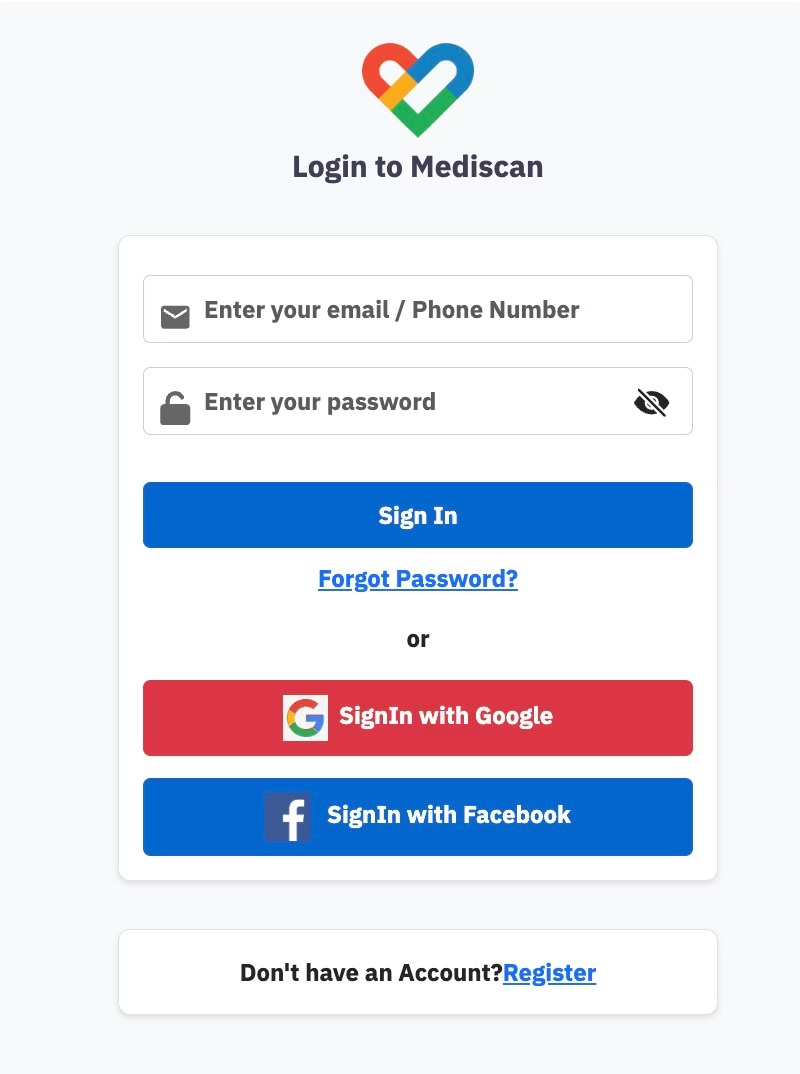 Login to Mediscan
Enter your email / Phone Number
Enter your password
Sign In
Forgot Password?
or
SignIn with Google
SignIn with Facebook
Don't have an Account?Register